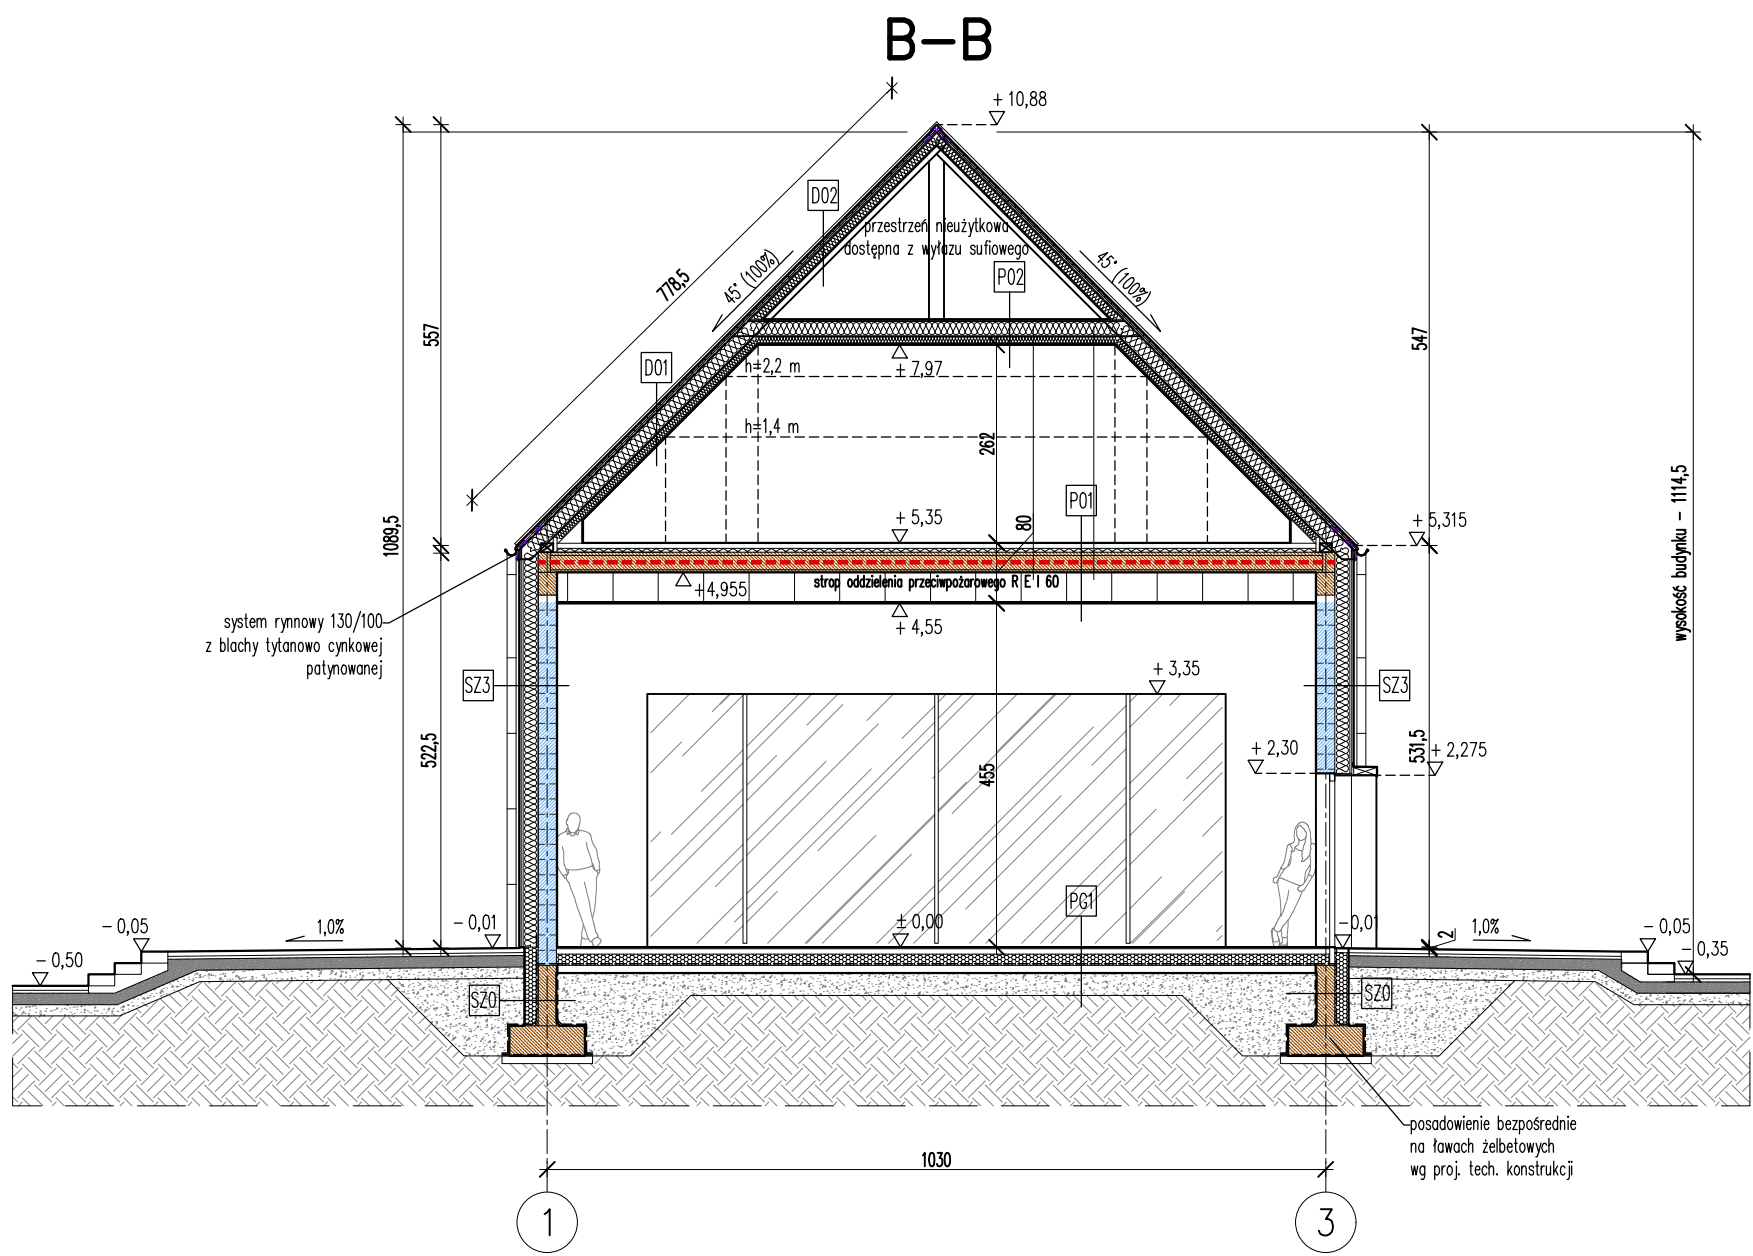 B–B
+ 10,88
D02
przestrzeń nieużytkowa
dostępna z wyłazu sufiowego
45° (100%)
45° (100%)
P02
778,5
557
547
D01
h=2,2 m
+ 7,97
h=1,4 m
262
wysokość budynku – 1114,5
1089,5
P01
80
+ 5,35
+ 5,315
+4,955
strop oddzielenia przeciwpożarowego R E I 60
+ 4,55
system rynnowy 130/100
z blachy tytanowo cynkowej
patynowanej
SZ3
+ 3,35
SZ3
522,5
455
+ 2,30
531,5
+ 2,275
PG1
– 0,05
1,0%
– 0,01
± 0,00
– 0,01
2
1,0%
– 0,05
– 0,35
– 0,50
SZ0
SZ0
posadowienie bezpośrednie
na ławach żelbetowych
wg proj. tech. konstrukcji
1030
1
3